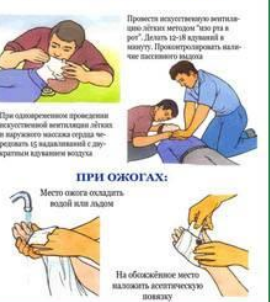 Провести искусственную вентиля-
цию лёгких методом "изо рта в
рот". Делать 12-18 вдуваний в
минуту. Проконтролировать нали-
чие пассивного выдоха
При одновременном проведении
искусственной вентиляции лёгких
и наружного массажа сердца че-
редовать 15 надавливаний с дву-
кратным вдуванием воздуха
ПРИ ОЖОГАХ:
Место ожога охладить
водой или льдом
На обожжённое место
наложить асептическую
повязку